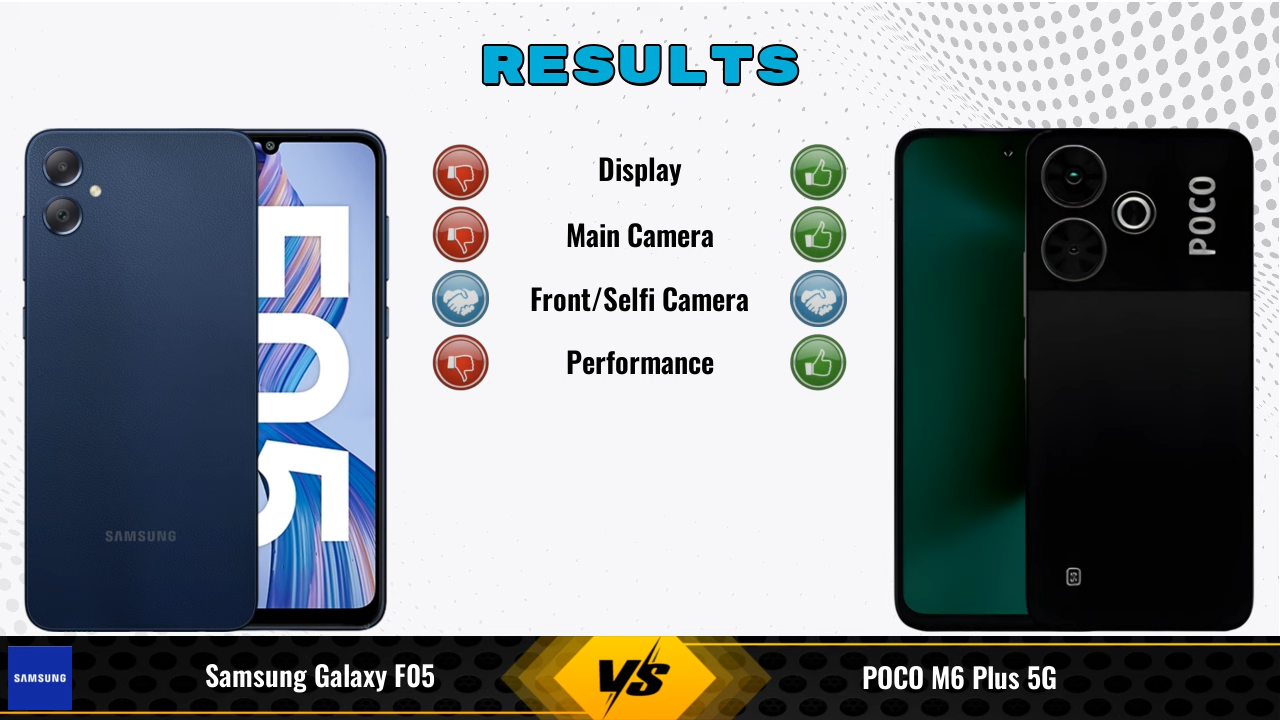 RESULTS
Display
Main Camera
Front/Selfi Camera
Performance
F05
SAMSUNG
POCO
5G
SAMSUNG
Samsung Galaxy F05
VS
POCO M6 Plus 5G